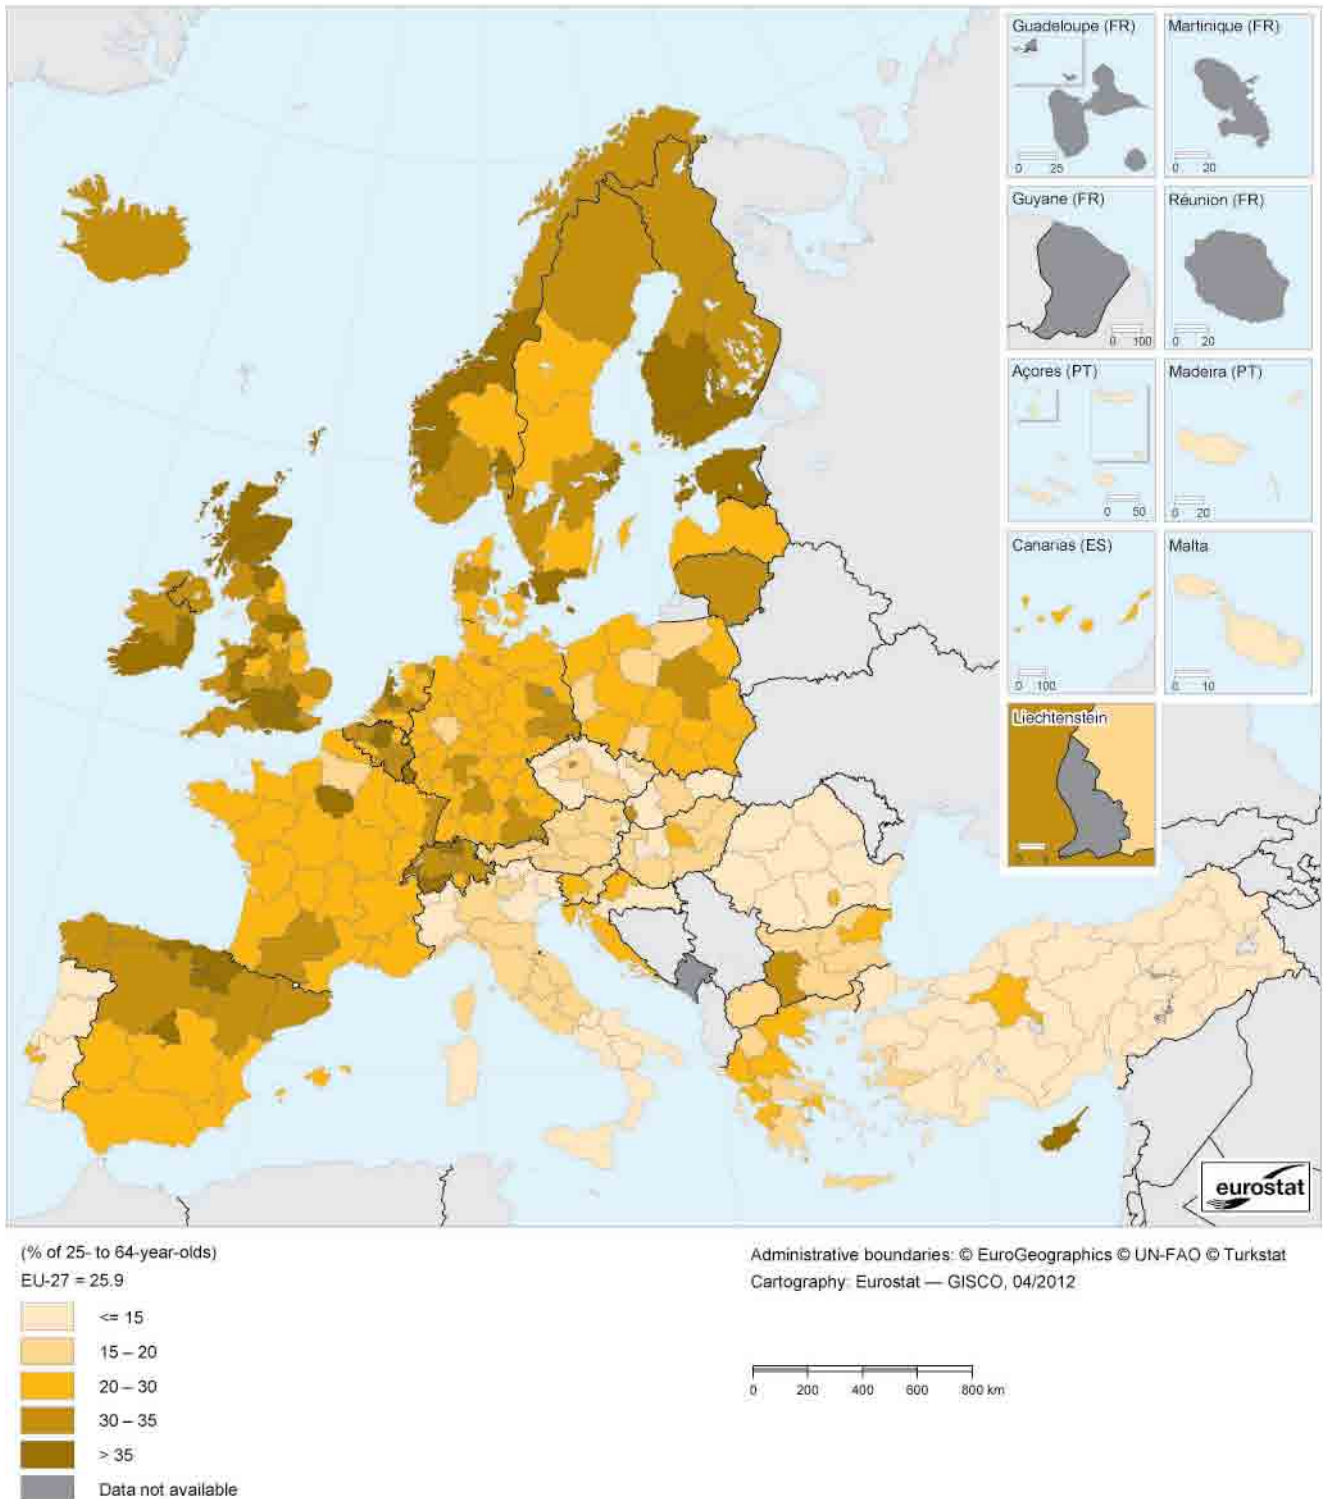 Guadeloupe (FR)
0 25
Martinique (FR)
0 20
Guyane (FR)
0 100
Réunion (FR)
0 20
Açores (PT)
0 50
Madeira (PT)
0 20
Canarias (ES)
0 100
Malta
0 10
Liechtenstein
eurostat
(% of 25- to 64-year-olds)
EU-27 = 25.9
<= 15
15 – 20
20 – 30
30 – 35
> 35
Data not available
Administrative boundaries: © EuroGeographics © UN-FAO © Turkstat
Cartography: Eurostat — GISCO, 04/2012
0 200 400 600 800 km